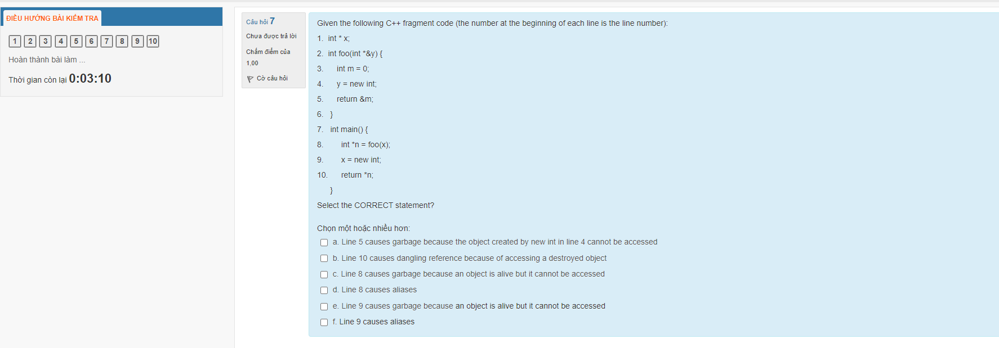 ĐIỀU HƯỚNG BÀI KIỂM TRA
1 2 3 4 5 6 7 8 9 10
Hoàn thành bài làm ...
Thời gian còn lại 0:03:10
Câu hỏi 7
Chưa được trả lời
Chấm điểm của
1,00
Cờ câu hỏi
Given the following C++ fragment code (the number at the beginning of each line is the line number):
1. int * x;
2. int foo(int *&y) {
3. int m = 0;
4. y = new int;
5. return &m;
6. }
7. int main() {
8. int *n = foo(x);
9. x = new int;
10. return *n;
}
Select the CORRECT statement?
Chọn một hoặc nhiều hơn:
a. Line 5 causes garbage because the object created by new int in line 4 cannot be accessed
b. Line 10 causes dangling reference because of accessing a destroyed object
c. Line 8 causes garbage because an object is alive but it cannot be accessed
d. Line 8 causes aliases
e. Line 9 causes garbage because an object is alive but it cannot be accessed
f. Line 9 causes aliases